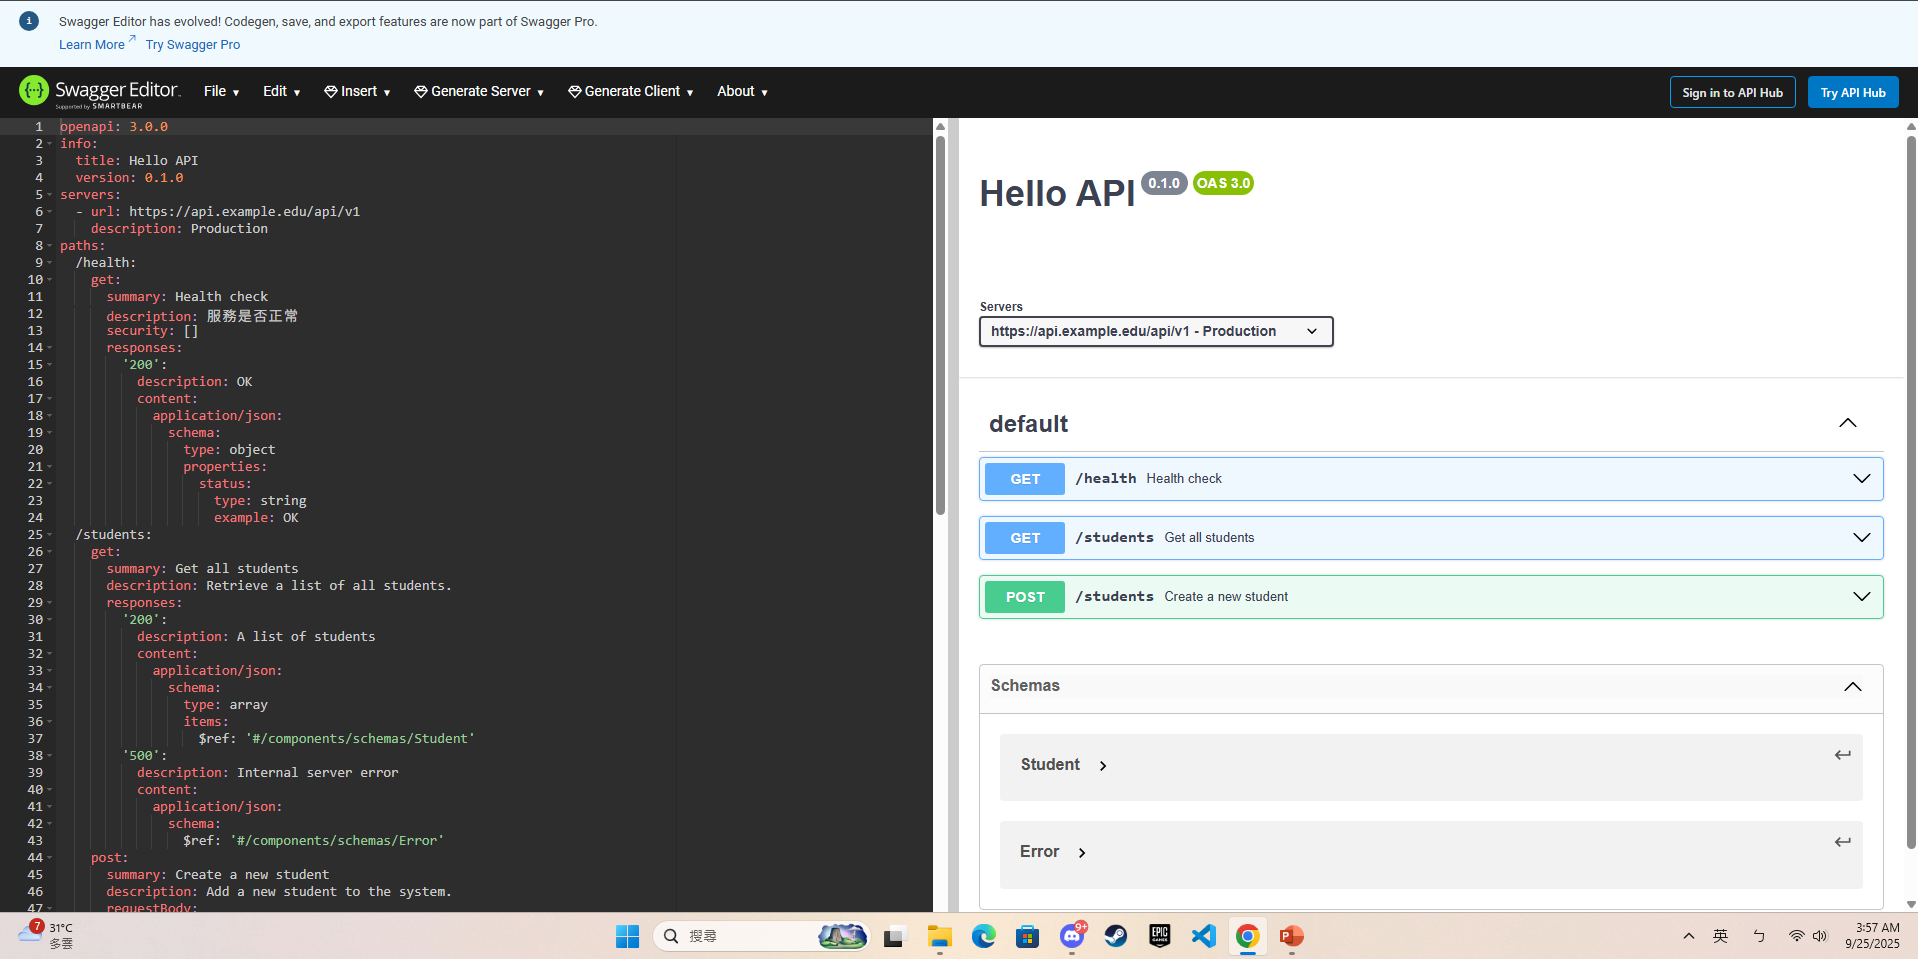 Swagger Editor has evolved! Codegen, save, and export features are now part of Swagger Pro.
Learn More Try Swagger Pro
Swagger Editor.
Supported by SMARTBEAR
File Edit Insert Generate Server Generate Client About
Sign in to API Hub Try API Hub
1 openapi: 3.0.0
2 info:
3 title: Hello API
4 version: 0.1.0
5 servers:
6 - url: https://api.example.edu/api/v1
7 description: Production
8 paths:
9 /health:
10 get:
11 summary: Health check
12 description: 服務是否正常
13 security: []
14 responses:
15 '200':
16 description: OK
17 content:
18 application/json:
19 schema:
20 type: object
21 properties:
22 status:
23 type: string
24 example: OK
25 /students:
26 get:
27 summary: Get all students
28 description: Retrieve a list of all students.
29 responses:
30 '200':
31 description: A list of students
32 content:
33 application/json:
34 schema:
35 type: array
36 items:
37 $ref: '#/components/schemas/Student'
38 '500':
39 description: Internal server error
40 content:
41 application/json:
42 schema:
43 $ref: '#/components/schemas/Error'
44 post:
45 summary: Create a new student
46 description: Add a new student to the system.
47 requestBody:
Hello API 0.1.0 OAS 3.0
Servers
https://api.example.edu/api/v1 - Production
default
GET /health Health check
GET /students Get all students
POST /students Create a new student
Schemas
Student
Error
7
31°C
多雲
搜尋
9+
EPIC GAMES
P
英
ㄅ
3:57 AM
9/25/2025